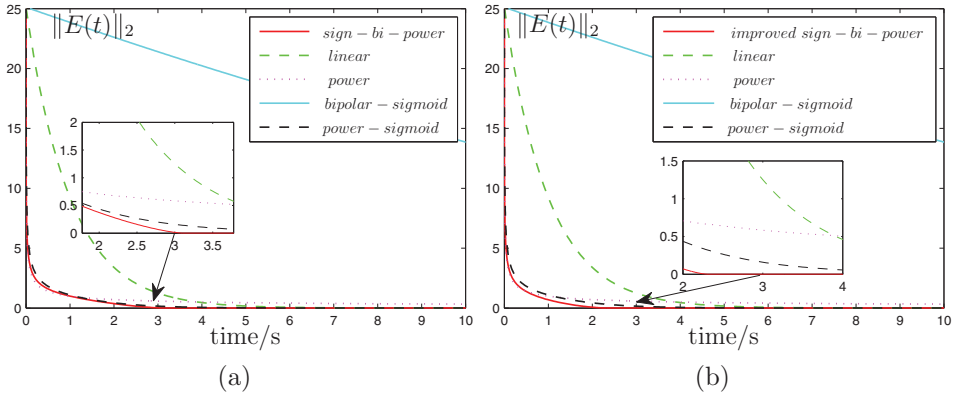 ‖E(t)‖₂
25
20
15
10
5
0
0 1 2 3 4 5 6 7 8 9 10
time/s
sign − bi − power
linear
power
bipolar − sigmoid
power − sigmoid
2
1.5
1
0.5
0
2 2.5 3 3.5
(a)
‖E(t)‖₂
25
20
15
10
5
0
0 1 2 3 4 5 6 7 8 9 10
time/s
improved sign − bi − power
linear
power
bipolar − sigmoid
power − sigmoid
1.5
1
0.5
0
2 3 4
(b)